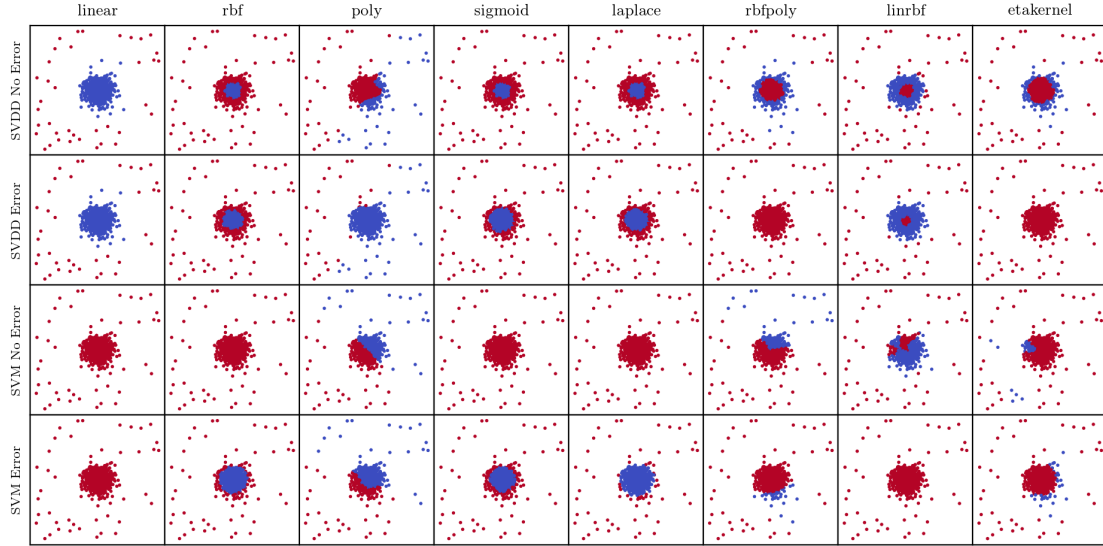 linear rbf poly sigmoid laplace rbfpoly linrbf etakernel
SVDD No Error
SVDD Error
SVM No Error
SVM Error